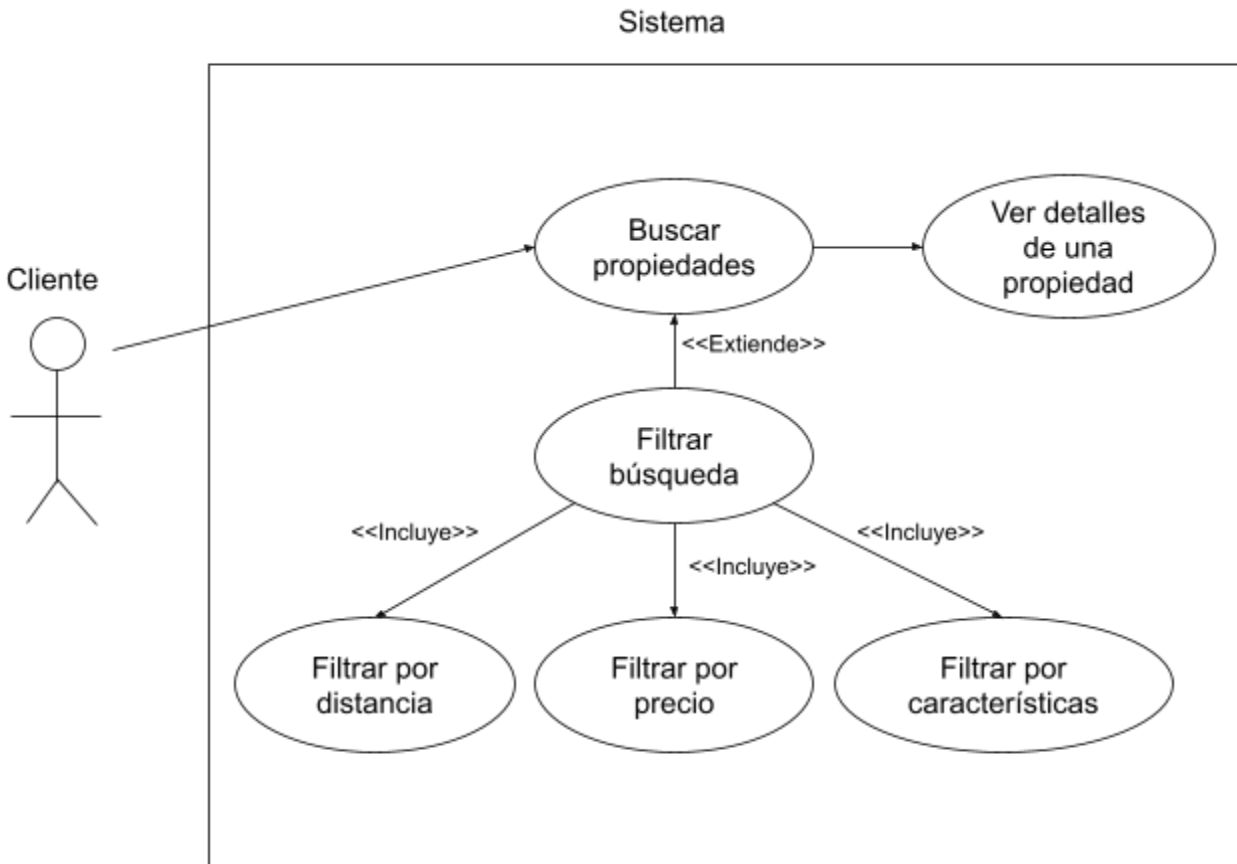 Sistema
Cliente
Buscar
propiedades
Ver detalles
de una
propiedad
<<Extiende>>
Filtrar
búsqueda
<<Incluye>>
<<Incluye>>
<<Incluye>>
Filtrar por
distancia
Filtrar por
precio
Filtrar por
característícas